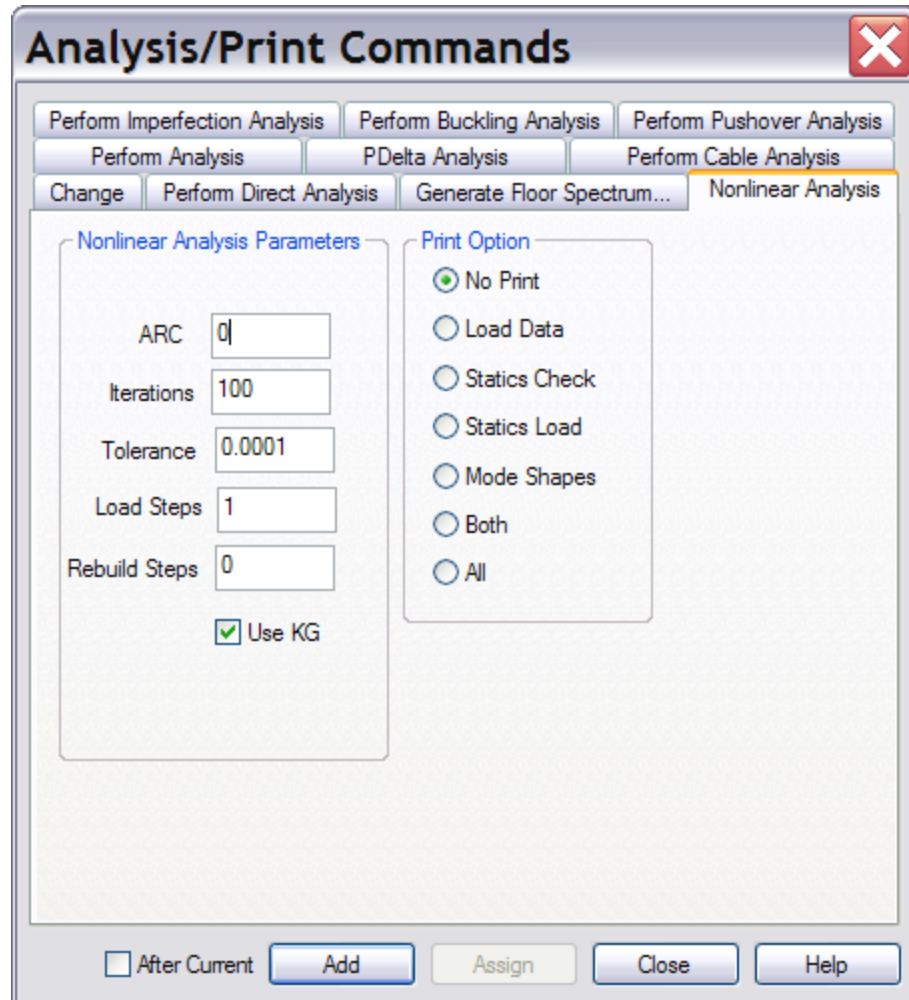 Analysis/Print Commands
Perform Imperfection Analysis Perform Buckling Analysis Perform Pushover Analysis
Perform Analysis PDelta Analysis Perform Cable Analysis
Change Perform Direct Analysis Generate Floor Spectrum... Nonlinear Analysis
Nonlinear Analysis Parameters
ARC 0
Iterations 100
Tolerance 0.0001
Load Steps 1
Rebuild Steps 0
Use KG
Print Option
No Print
Load Data
Statics Check
Statics Load
Mode Shapes
Both
All
After Current Add Assign Close Help